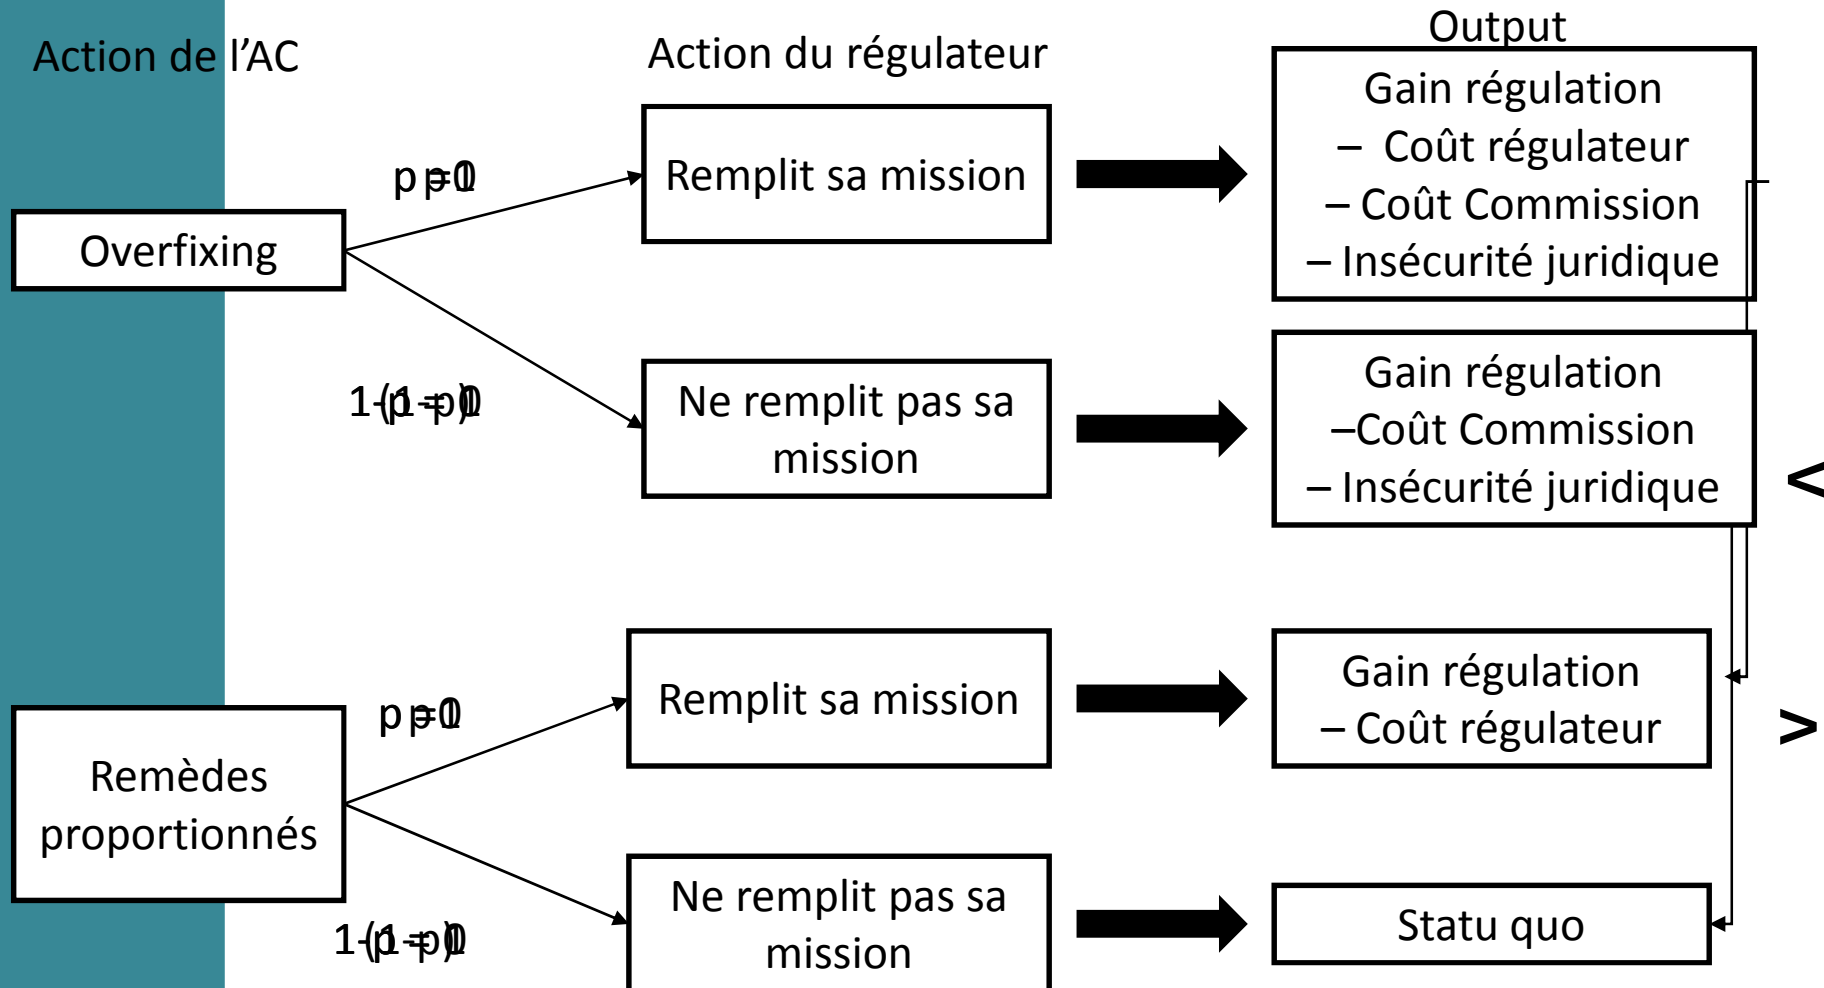 Action de l’AC
Action du régulateur
Output
Overfixing
Remplit sa mission
Gain régulation
– Coût régulateur
– Coût Commission
– Insécurité juridique
Ne remplit pas sa
mission
Gain régulation
–Coût Commission
– Insécurité juridique
<
Remèdes
proportionnés
Remplit sa mission
Gain régulation
– Coût régulateur
>
Ne remplit pas sa
mission
Statu quo